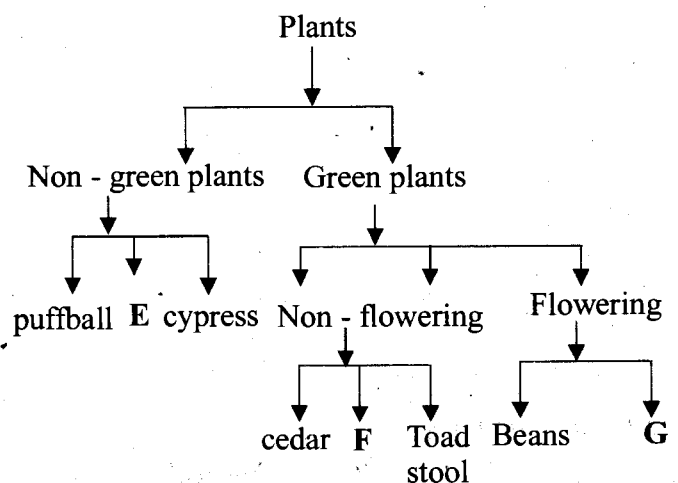 Plants
Non - green plants Green plants
puffball E cypress Non - flowering Flowering
cedar F Toad stool Beans G